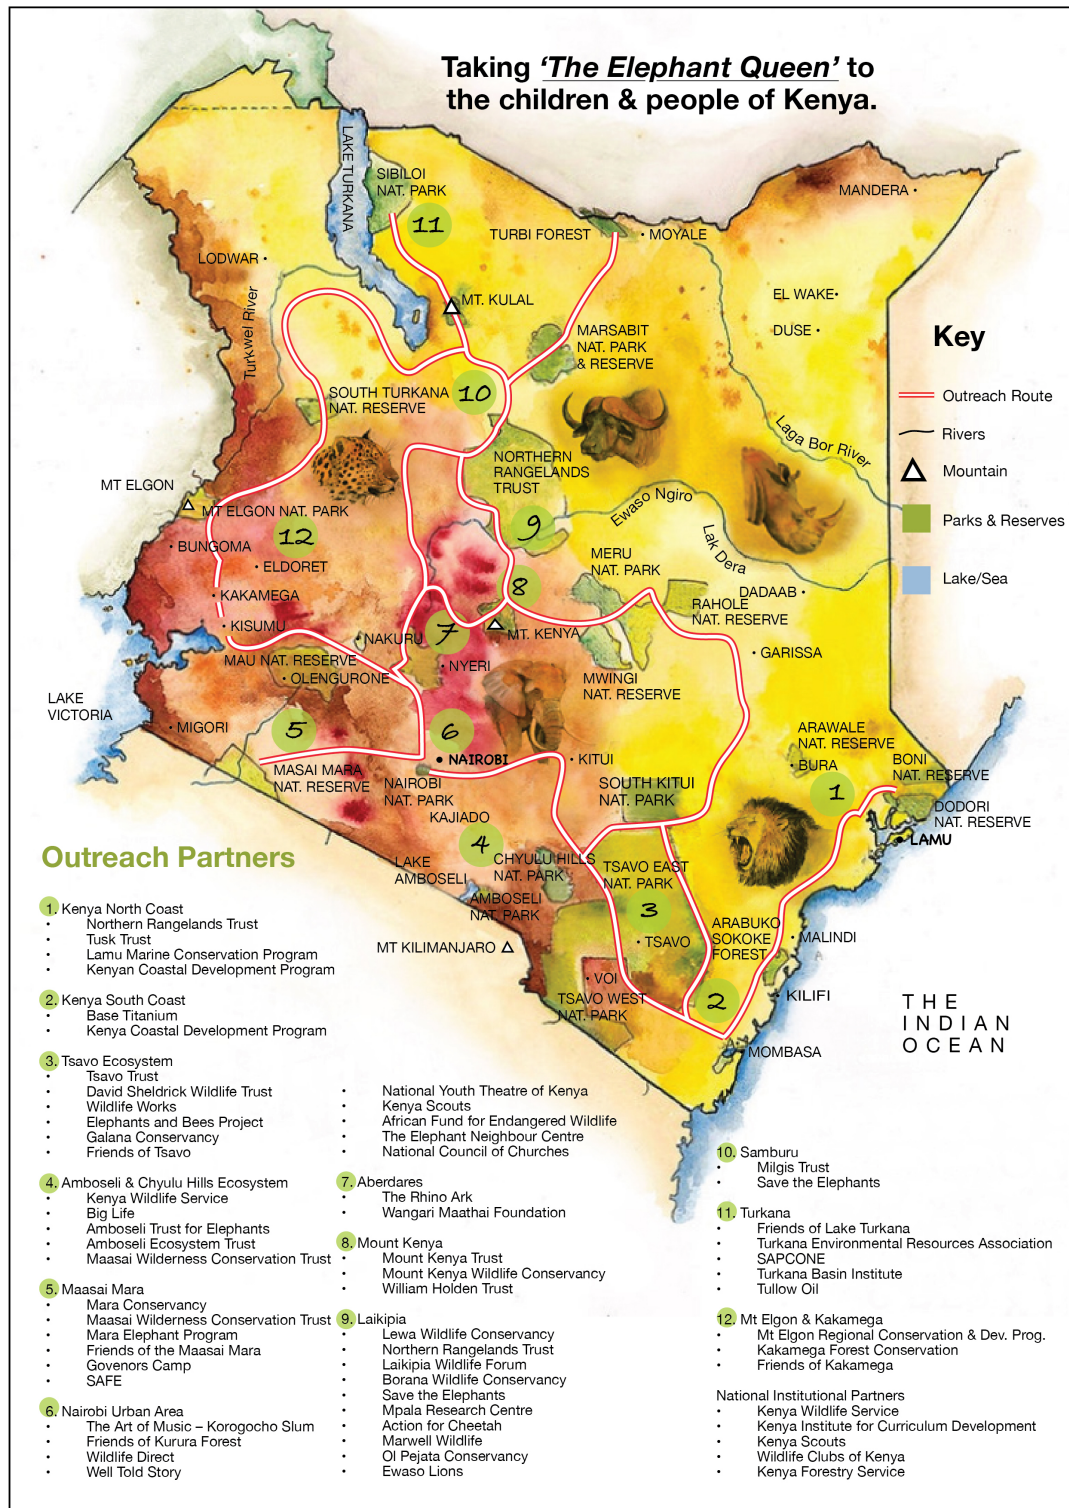 Taking ‘The Elephant Queen’ to
the children & people of Kenya.
LAKE TURKANA
SIBILOI
NAT. PARK
11
TURBI FOREST
MOYALE
MANDERA
LODWAR
Turkwel River
MT. KULAL
EL WAKE
DUSE
MARSABIT
NAT. PARK
& RESERVE
Key
Outreach Route
Rivers
Mountain
Parks & Reserves
Lake/Sea
10
SOUTH TURKANA
NAT. RESERVE
Laga Bor River
NORTHERN
RANGELANDS
TRUST
MT ELGON
MT ELGON NAT. PARK
12
9
Ewaso Ngiro
Lak Dera
BUNGOMA
ELDORET
MERU
NAT. PARK
8
KAKAMEGA
DADAAB
RAHOLE
NAT. RESERVE
KISUMU
NAKURU
7
MT. KENYA
MAU NAT. RESERVE
OLENGURONE
NYERI
GARISSA
MWINGI
NAT. RESERVE
LAKE
VICTORIA
MIGORI
5
6
NAIROBI
MASAI MARA
NAT. RESERVE
NAIROBI
NAT. PARK
KITUI
ARAWALE
NAT. RESERVE
BURA
BONI
NAT. RESERVE
1
SOUTH KITUI
NAT. PARK
DODORI
NAT. RESERVE
LAMU
KAJIADO
4
LAKE
AMBOSELI
CHYULU HILLS
NAT. PARK
TSAVO EAST
NAT. PARK
AMBOSELI
NAT. PARK
3
TSAVO
ARABUKO
SOKOKE
FOREST
MALINDI
MT KILIMANJARO
VOI
TSAVO WEST
NAT. PARK
2
KILIFI
MOMBASA
THE
INDIAN
OCEAN
Outreach Partners
1. Kenya North Coast
• Northern Rangelands Trust
• Tusk Trust
• Lamu Marine Conservation Program
• Kenyan Coastal Development Program
2. Kenya South Coast
• Base Titanium
• Kenya Coastal Development Program
3. Tsavo Ecosystem
• Tsavo Trust
• David Sheldrick Wildlife Trust
• Wildlife Works
• Elephants and Bees Project
• Galana Conservancy
• Friends of Tsavo
4. Amboseli & Chyulu Hills Ecosystem
• Kenya Wildlife Service
• Big Life
• Amboseli Trust for Elephants
• Amboseli Ecosystem Trust
• Maasai Wilderness Conservation Trust
5. Maasai Mara
• Mara Conservancy
• Maasai Wilderness Conservation Trust
• Mara Elephant Program
• Friends of the Maasai Mara
• Govenors Camp
• SAFE
6. Nairobi Urban Area
• The Art of Music – Korogocho Slum
• Friends of Kurura Forest
• Wildlife Direct
• Well Told Story
• National Youth Theatre of Kenya
• Kenya Scouts
• African Fund for Endangered Wildlife
• The Elephant Neighbour Centre
• National Council of Churches
7. Aberdares
• The Rhino Ark
• Wangari Maathai Foundation
8. Mount Kenya
• Mount Kenya Trust
• Mount Kenya Wildlife Conservancy
• William Holden Trust
9. Laikipia
• Lewa Wildlife Conservancy
• Northern Rangelands Trust
• Laikipia Wildlife Forum
• Borana Wildlife Conservancy
• Save the Elephants
• Mpala Research Centre
• Action for Cheetah
• Marwell Wildlife
• Ol Pejata Conservancy
• Ewaso Lions
10. Samburu
• Milgis Trust
• Save the Elephants
11. Turkana
• Friends of Lake Turkana
• Turkana Environmental Resources Association
• SAPCONE
• Turkana Basin Institute
• Tullow Oil
12. Mt Elgon & Kakamega
• Mt Elgon Regional Conservation & Dev. Prog.
• Kakamega Forest Conservation
• Friends of Kakamega
National Institutional Partners
• Kenya Wildlife Service
• Kenya Institute for Curriculum Development
• Kenya Scouts
• Wildlife Clubs of Kenya
• Kenya Forestry Service